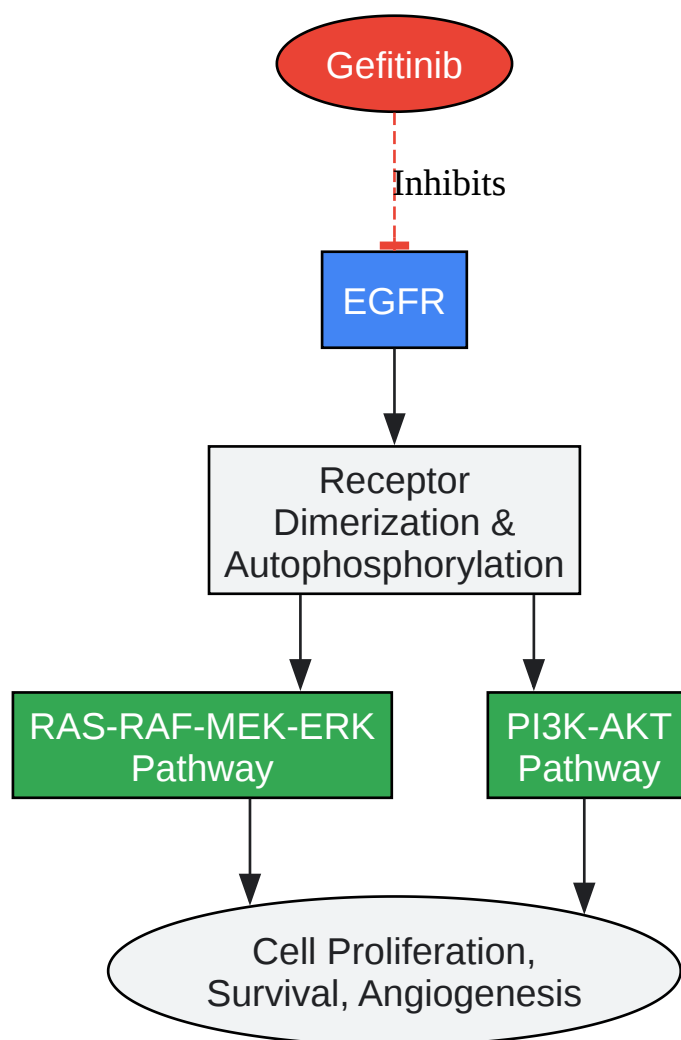 Gefitinib
Inhibits
EGFR
Receptor
Dimerization &
Autophosphorylation
RAS-RAF-MEK-ERK
Pathway
PI3K-AKT
Pathway
Cell Proliferation,
Survival, Angiogenesis